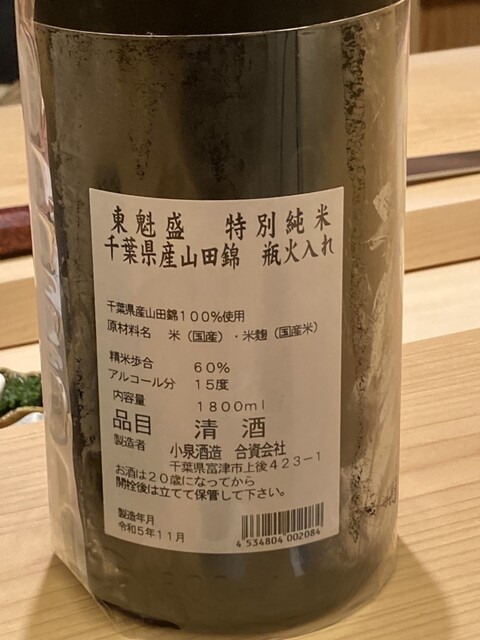 東魁盛 特別純米
千葉県産山田錦 瓶火入れ
千葉県産山田錦100%使用
原材料名 米（国産）・米麹（国産米）
精米歩合 60%
アルコール分 15度
内容量 1800ml
品目 清酒
製造者 小泉酒造 合資会社
千葉県富津市上後423-1
お酒は20歳になってから
開栓後は立てて保管して下さい。
製造年月
令和5年11月
4 534804 002084